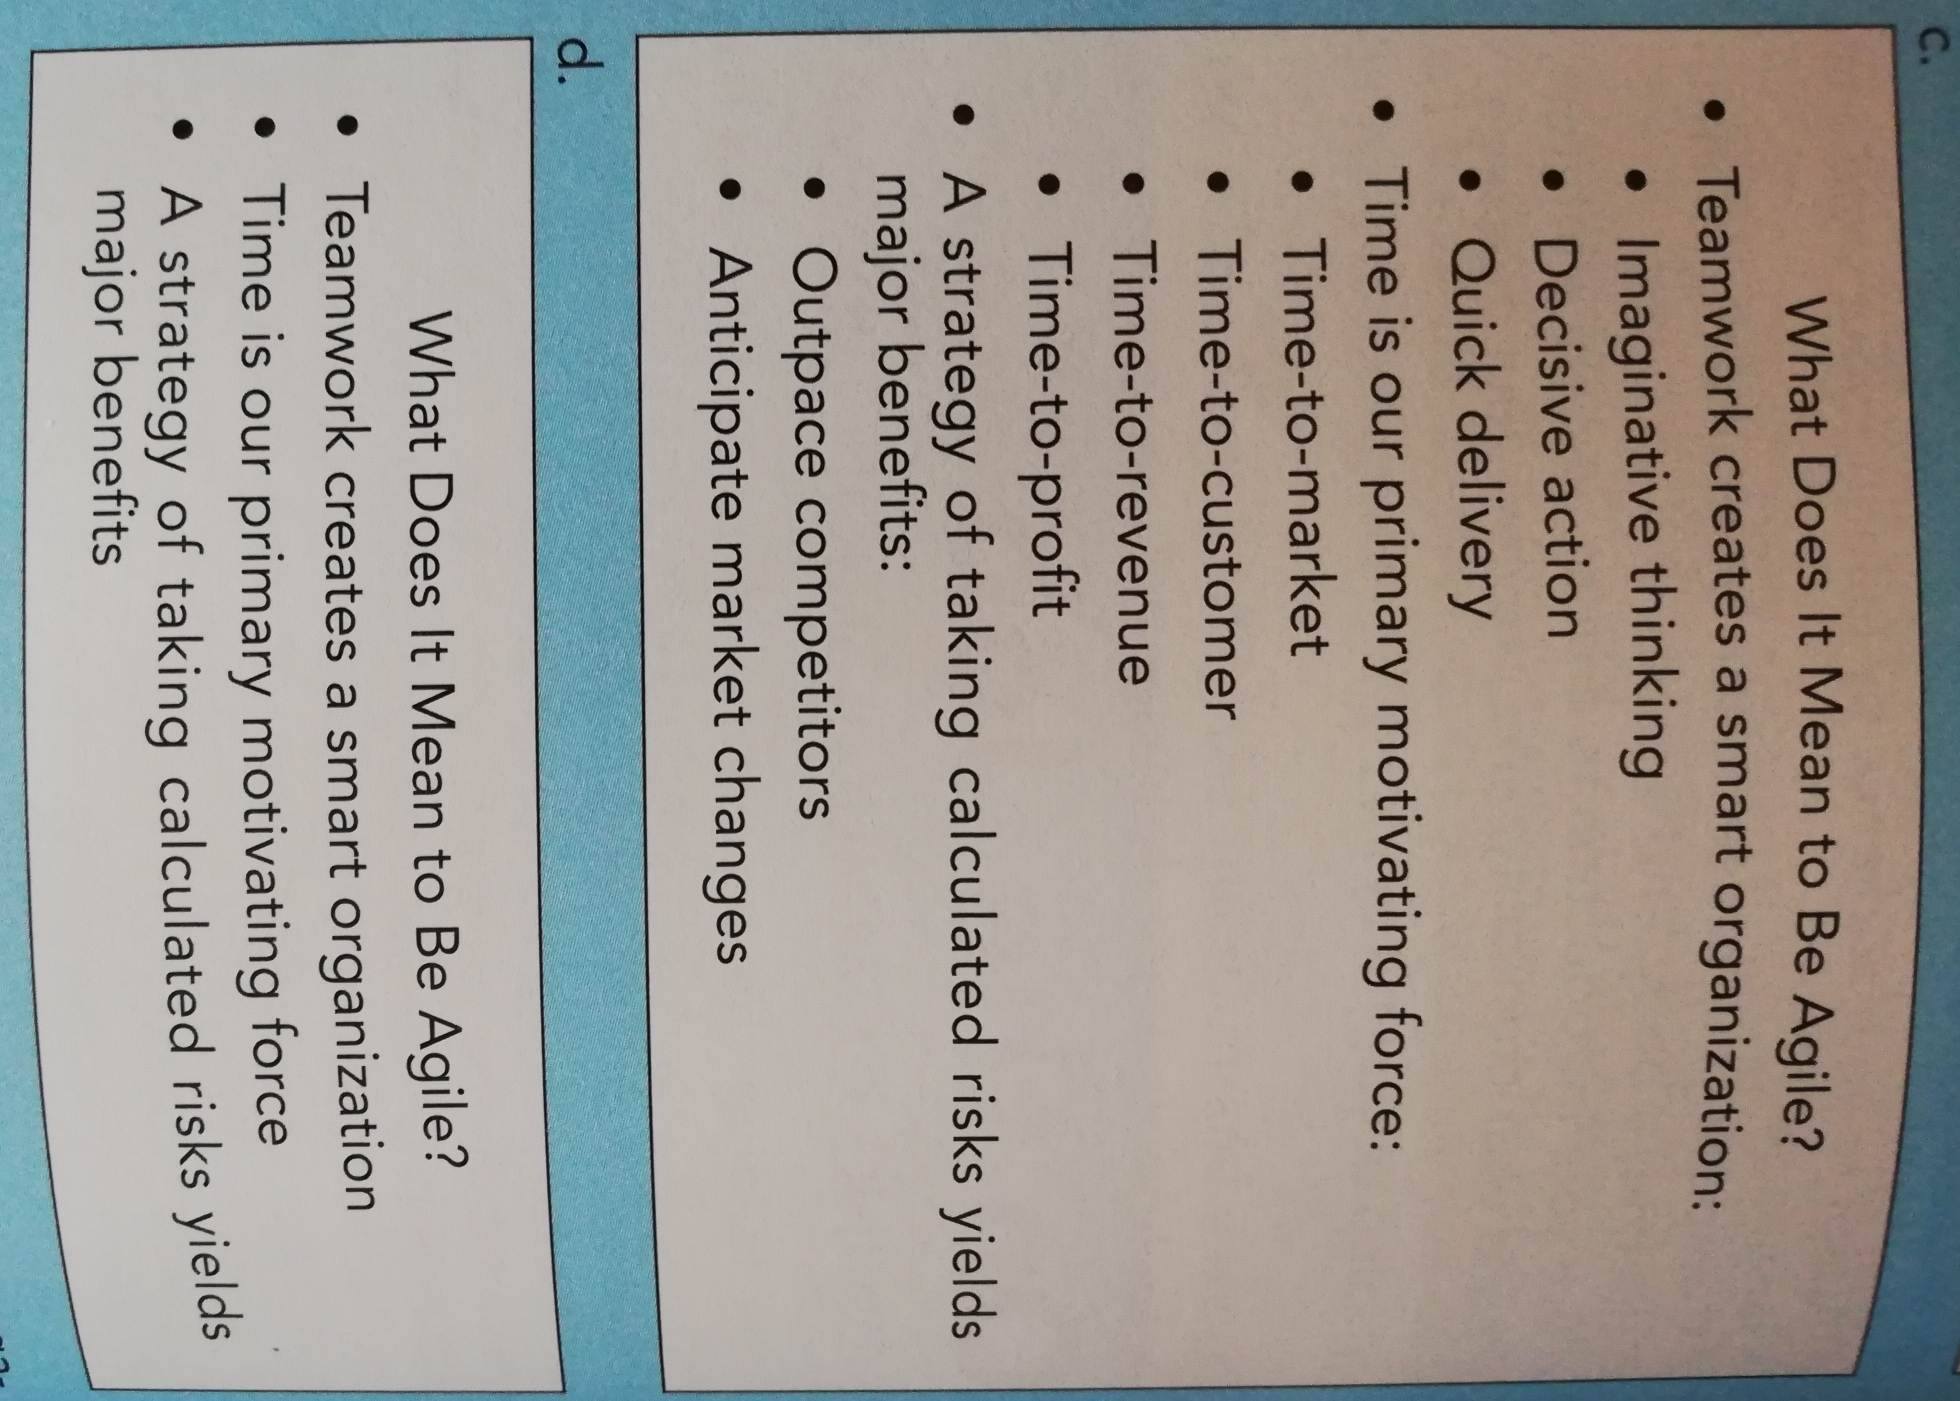 c.
What Does It Mean to Be Agile?
• Teamwork creates a smart organization:
• Imaginative thinking
• Decisive action
• Quick delivery
• Time is our primary motivating force:
• Time-to-market
• Time-to-customer
• Time-to-revenue
• Time-to-profit
• A strategy of taking calculated risks yields
major benefits:
• Outpace competitors
• Anticipate market changes
d.
What Does It Mean to Be Agile?
• Teamwork creates a smart organization
• Time is our primary motivating force
• A strategy of taking calculated risks yields
major benefits